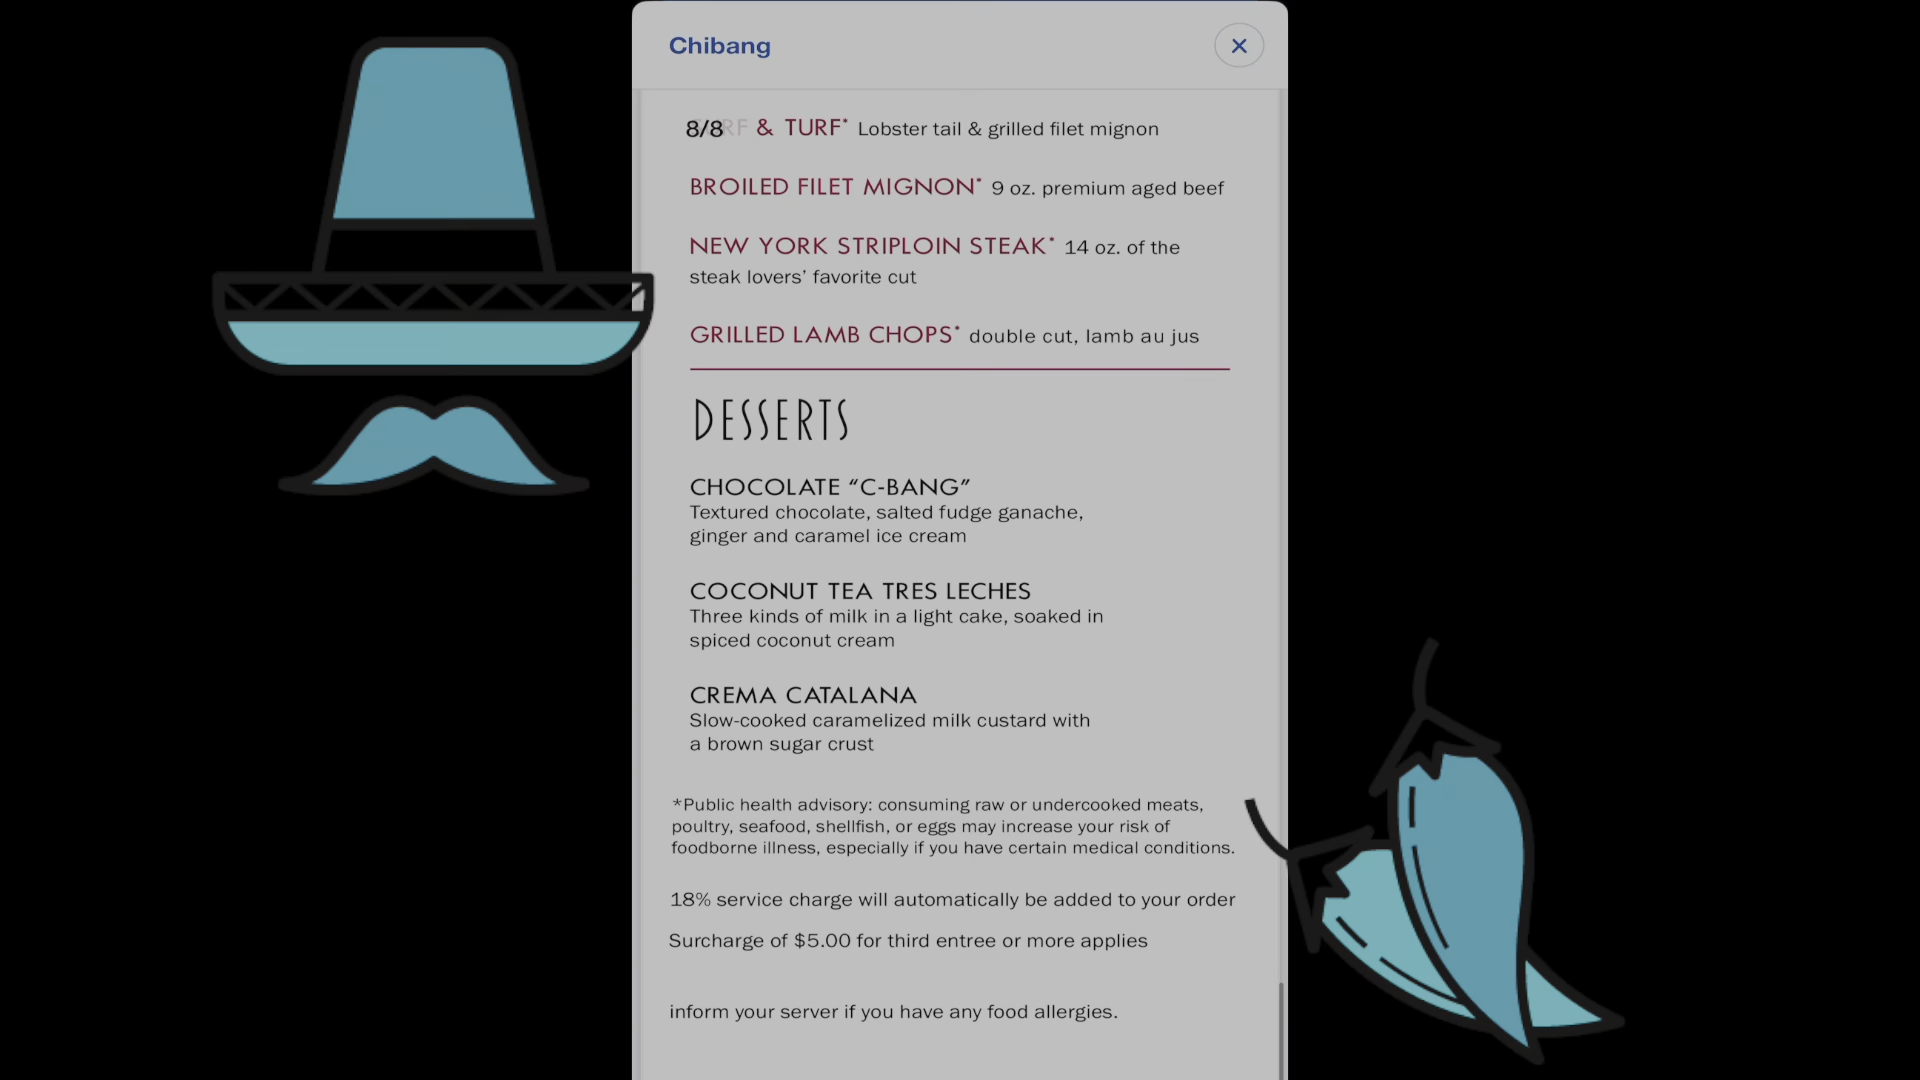 Chibang
8/8RF & TURF* Lobster tail & grilled filet mignon
BROILED FILET MIGNON* 9 oz. premium aged beef
NEW YORK STRIPLOIN STEAK* 14 oz. of the
steak lovers’ favorite cut
GRILLED LAMB CHOPS* double cut, lamb au jus
DESSERTS
CHOCOLATE “C-BANG”
Textured chocolate, salted fudge ganache,
ginger and caramel ice cream
COCONUT TEA TRES LECHES
Three kinds of milk in a light cake, soaked in
spiced coconut cream
CREMA CATALANA
Slow-cooked caramelized milk custard with
a brown sugar crust
*Public health advisory: consuming raw or undercooked meats,
poultry, seafood, shellfish, or eggs may increase your risk of
foodborne illness, especially if you have certain medical conditions.
18% service charge will automatically be added to your order
Surcharge of $5.00 for third entree or more applies
inform your server if you have any food allergies.